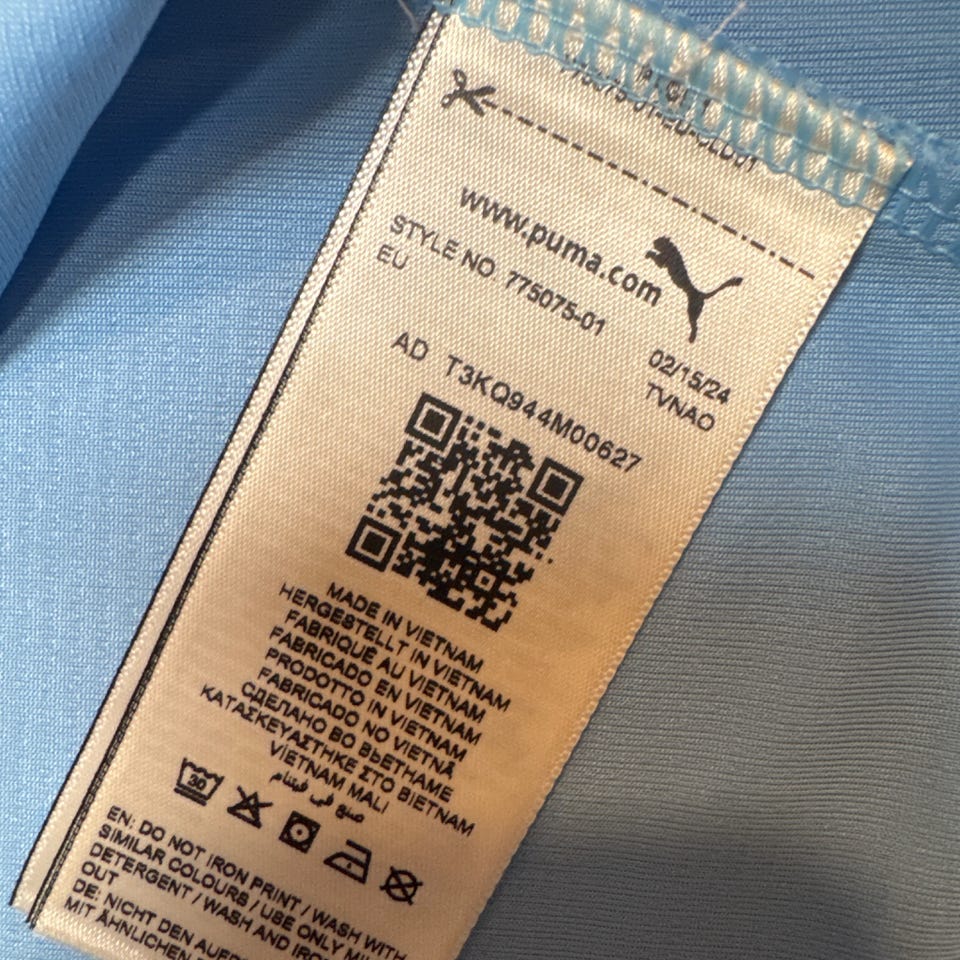 www.puma.com
STYLE NO. 775075-01
EU
02/15/24
TVNAO
AD T3KQ944M00627
MADE IN VIETNAM
HERGESTELLT IN VIETNAM
FABRIQUÉ AU VIETNAM
FABRICADO EN VIETNAM
PRODOTTO IN VIETNAM
FABRICADO NO VIETNÃ
СДЕЛАНО ВО ВЬЕТНАМЕ
ΚΑΤΑΣΚΕΥΑΣΤΗΚΕ ΣΤΟ ΒΙΕΤΝΑΜ
VİETNAM MALI
صنع في فيتنام
30
EN: DO NOT IRON PRINT / WASH WITH
SIMILAR COLOURS / USE ONLY
DETERGENT / WASH AND IRON
OUT
DE: NICHT DEN
MIT ÄHNLICHEN